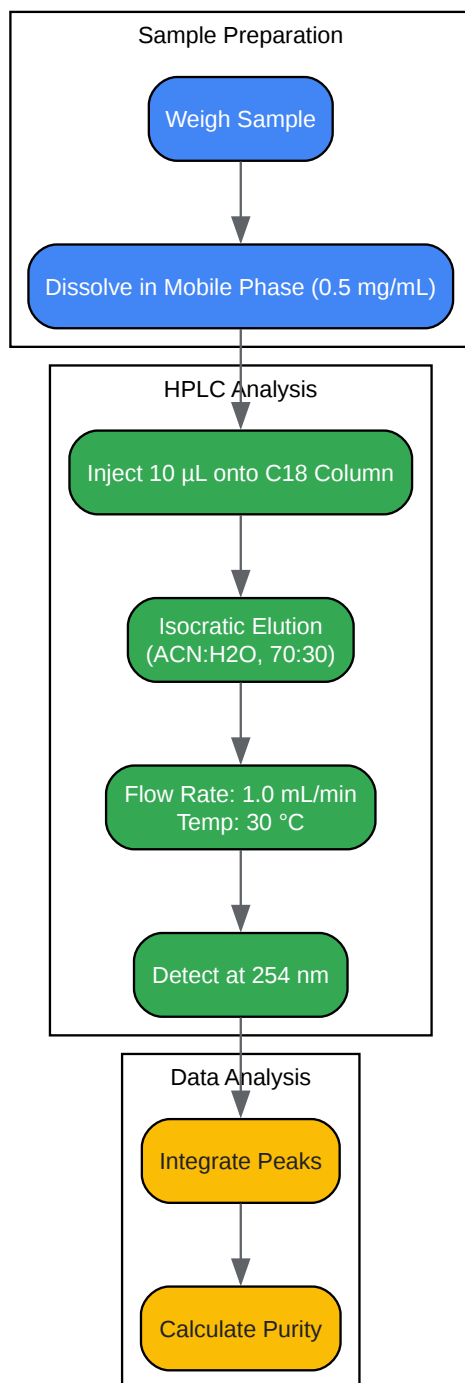 Sample Preparation
Weigh Sample
Dissolve in Mobile Phase (0.5 mg/mL)
HPLC Analysis
Inject 10 µL onto C18 Column
Isocratic Elution
(ACN:H2O, 70:30)
Flow Rate: 1.0 mL/min
Temp: 30 °C
Detect at 254 nm
Data Analysis
Integrate Peaks
Calculate Purity